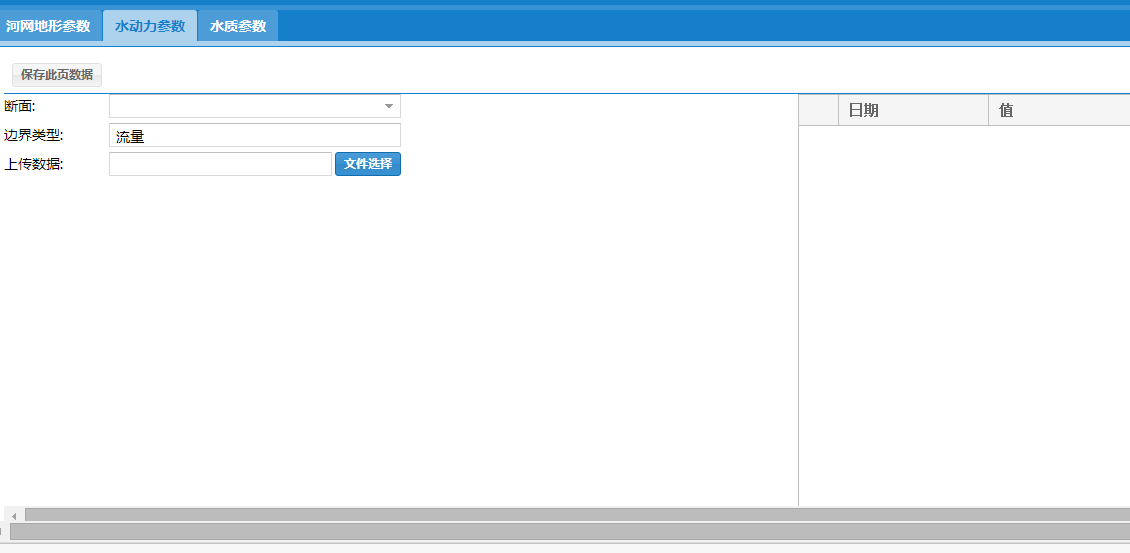 河网地形参数 水动力参数 水质参数
保存此页数据
断面:
日期 值
边界类型: 流量
上传数据: 文件选择